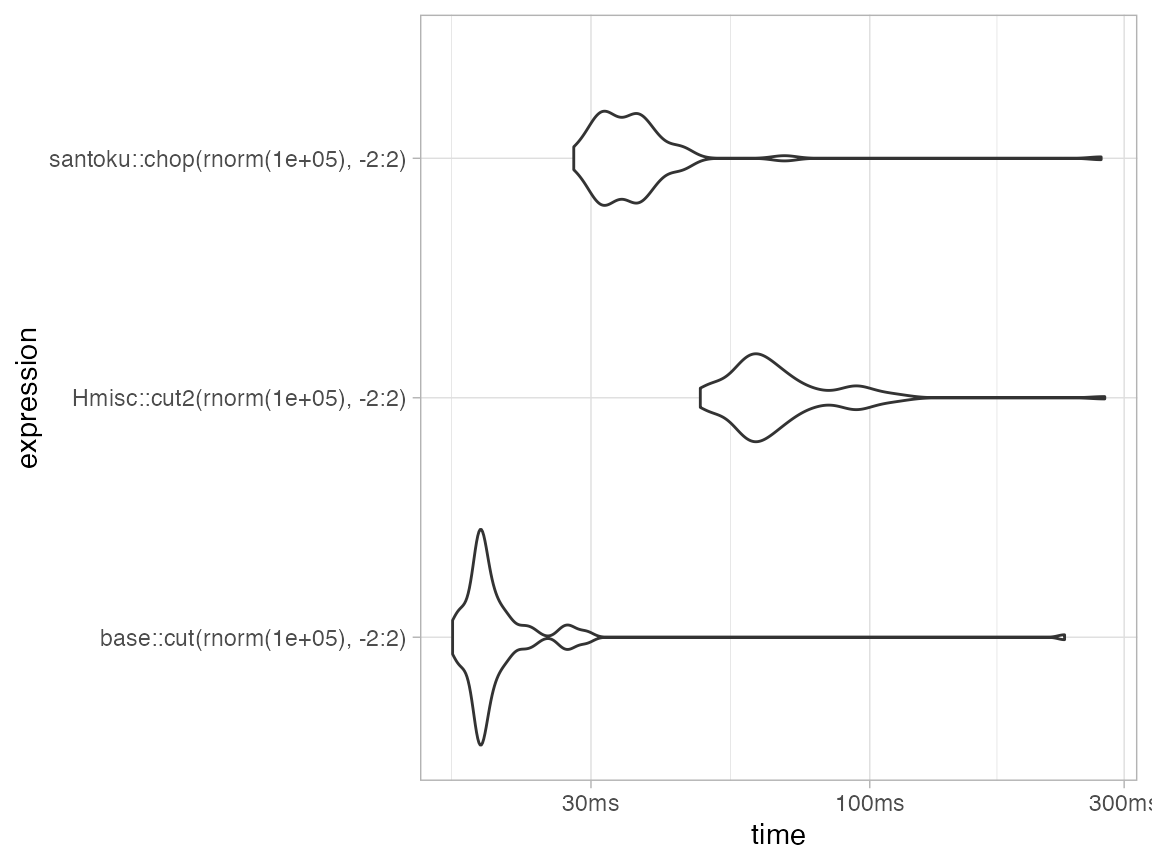 santoku::chop(rnorm(1e+05), -2:2)
Hmisc::cut2(rnorm(1e+05), -2:2)
base::cut(rnorm(1e+05), -2:2)
expression
30ms
100ms
300ms
time